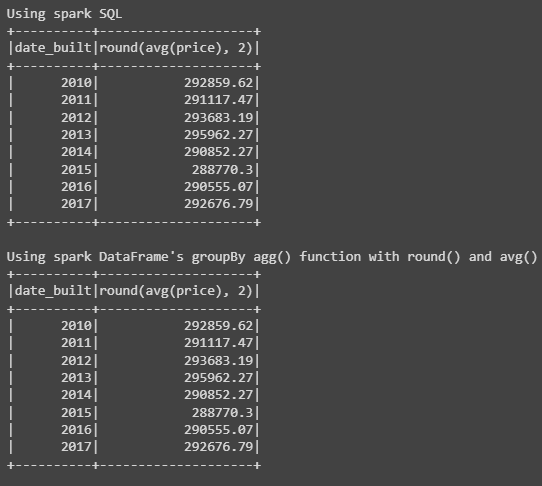 Using spark SQL
+----------+--------------------+
|date_built|round(avg(price), 2)|
+----------+--------------------+
|      2010|           292859.62|
|      2011|           291117.47|
|      2012|           293683.19|
|      2013|           295962.27|
|      2014|           290852.27|
|      2015|            288770.3|
|      2016|           290555.07|
|      2017|           292676.79|
+----------+--------------------+
Using spark DataFrame's groupBy agg() function with round() and avg()
+----------+--------------------+
|date_built|round(avg(price), 2)|
+----------+--------------------+
|      2010|           292859.62|
|      2011|           291117.47|
|      2012|           293683.19|
|      2013|           295962.27|
|      2014|           290852.27|
|      2015|            288770.3|
|      2016|           290555.07|
|      2017|           292676.79|
+----------+--------------------+